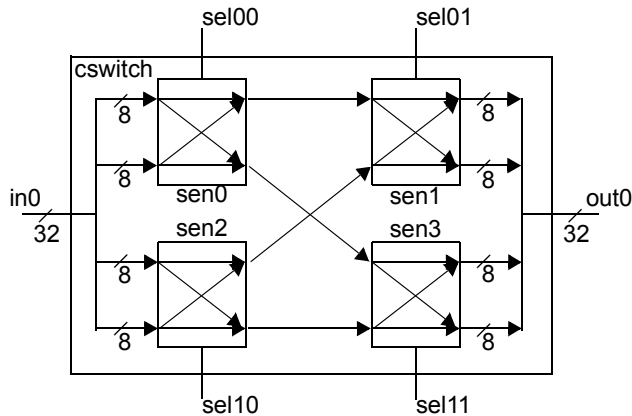 sel00 sel01
cswitch
8 8
8 8
sen0 sen1
in0 out0
32 32
sen2 sen3
8 8
8 8
sel10 sel11